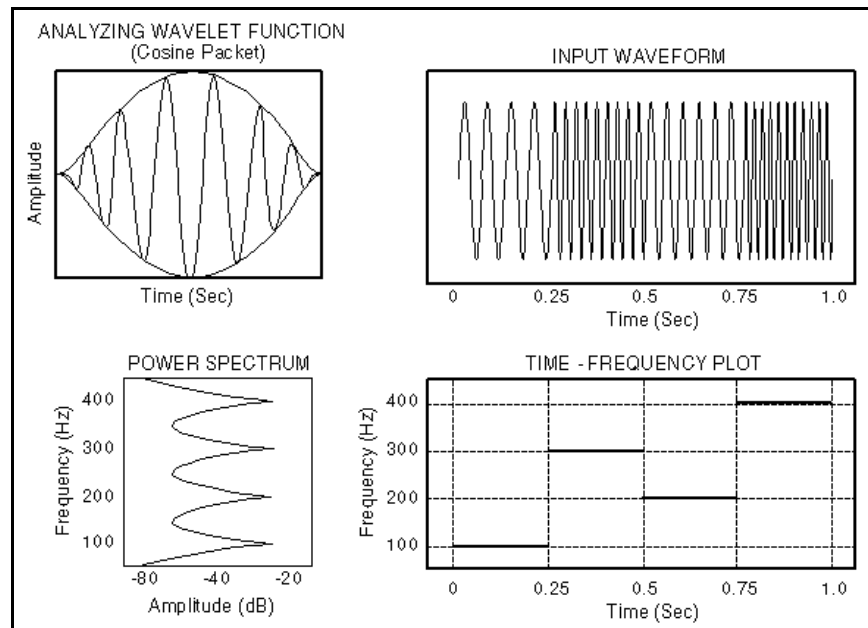 ANALYZING WAVELET FUNCTION
(Cosine Packet)
Amplitude
Time (Sec)
INPUT WAVEFORM
0 0.25 0.5 0.75 1.0
Time (Sec)
POWER SPECTRUM
Frequency (Hz)
400
300
200
100
-80 -40 -20
Amplitude (dB)
TIME - FREQUENCY PLOT
Frequency (Hz)
400
300
200
100
0 0.25 0.5 0.75 1.0
Time (Sec)